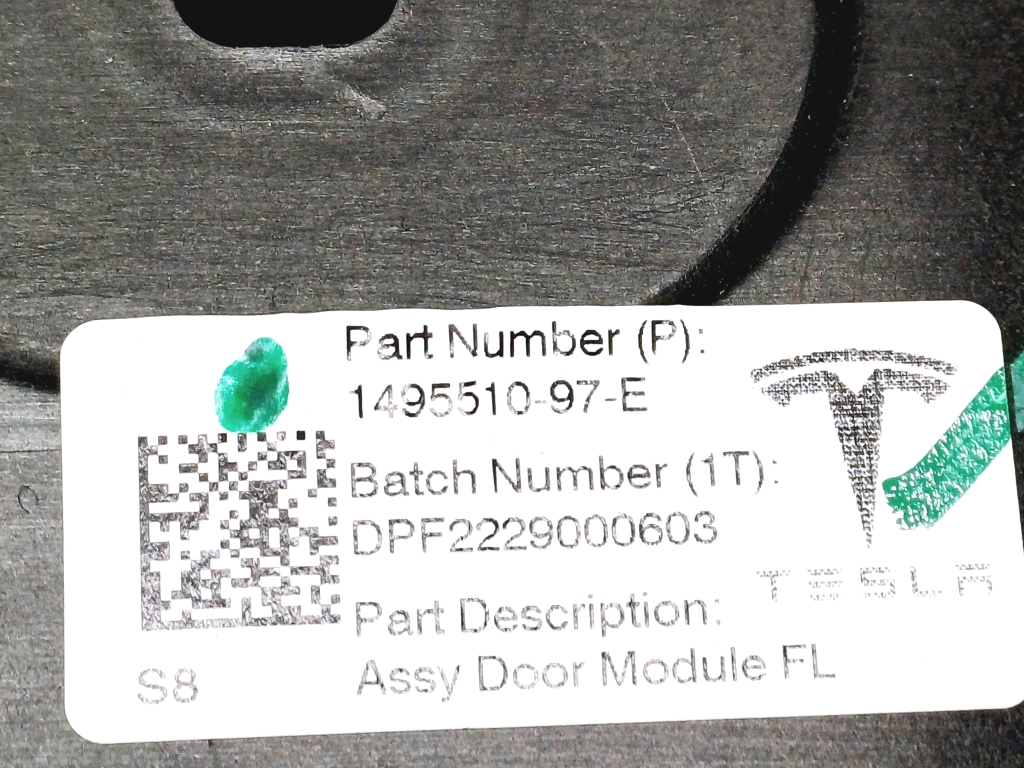 Part Number (P):
1495510-97-E
Batch Number (1T):
DPF2229000603
Part Description:
Assy Door Module FL
S8
TESLA